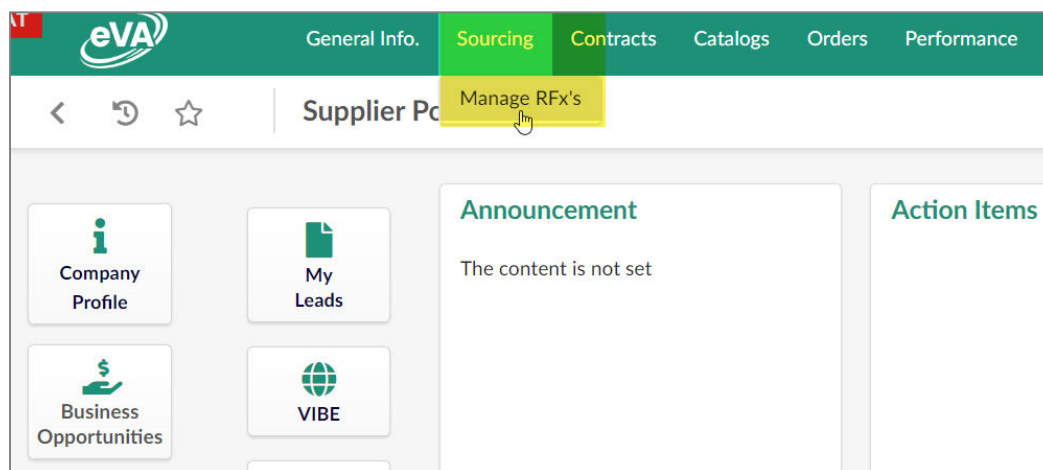 AT
eVA
General Info. Sourcing Contracts Catalogs Orders Performance
Manage RFx's
Supplier Po
Company
Profile
My
Leads
Announcement
The content is not set
Action Items
$
Business
Opportunities
VIBE